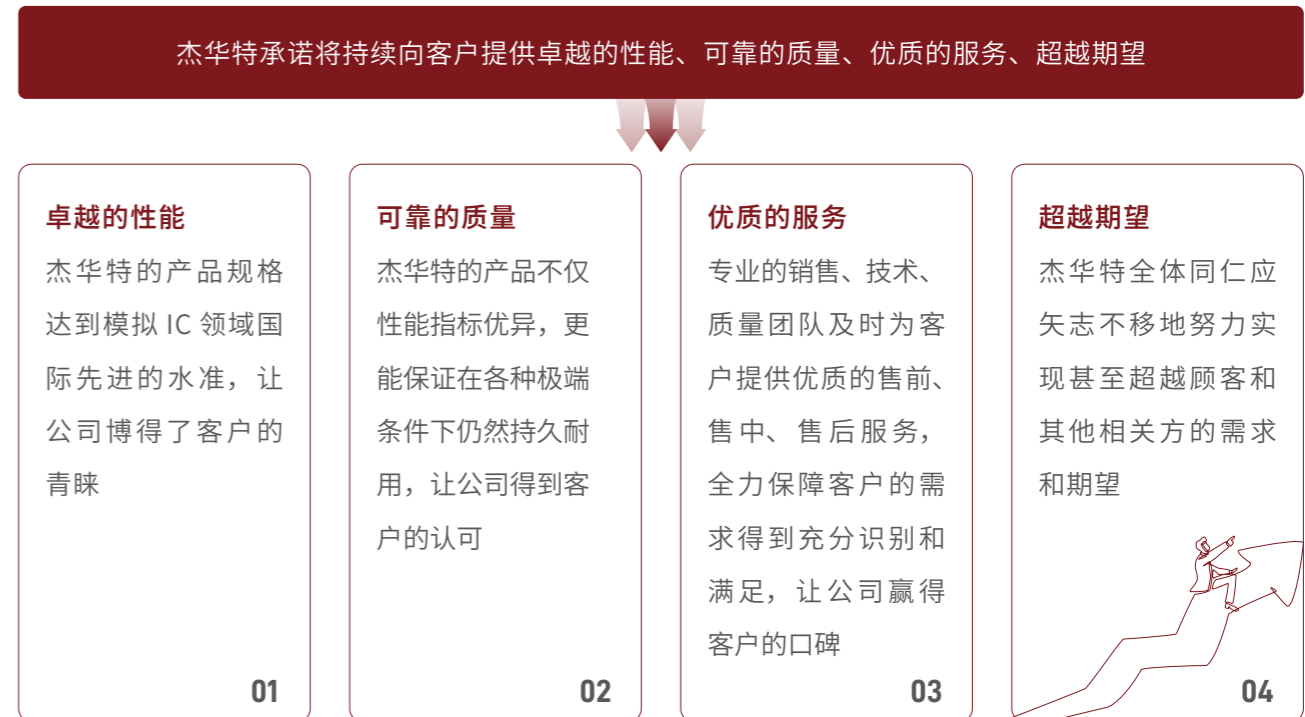 杰华特承诺将持续向客户提供卓越的性能、可靠的质量、优质的服务、超越期望
卓越的性能
杰华特的产品规格
达到模拟 IC 领域国
际先进的水准，让
公司博得了客户的
青睐
01
可靠的质量
杰华特的产品不仅
性能指标优异，更
能保证在各种极端
条件下仍然持久耐
用，让公司得到客
户的认可
02
优质的服务
专业的销售、技术、
质量团队及时为客
户提供优质的售前、
售中、售后服务，
全力保障客户的需
求得到充分识别和
满足，让公司赢得
客户的口碑
03
超越期望
杰华特全体同仁应
矢志不移地努力实
现甚至超越顾客和
其他相关方的需求
和期望
04